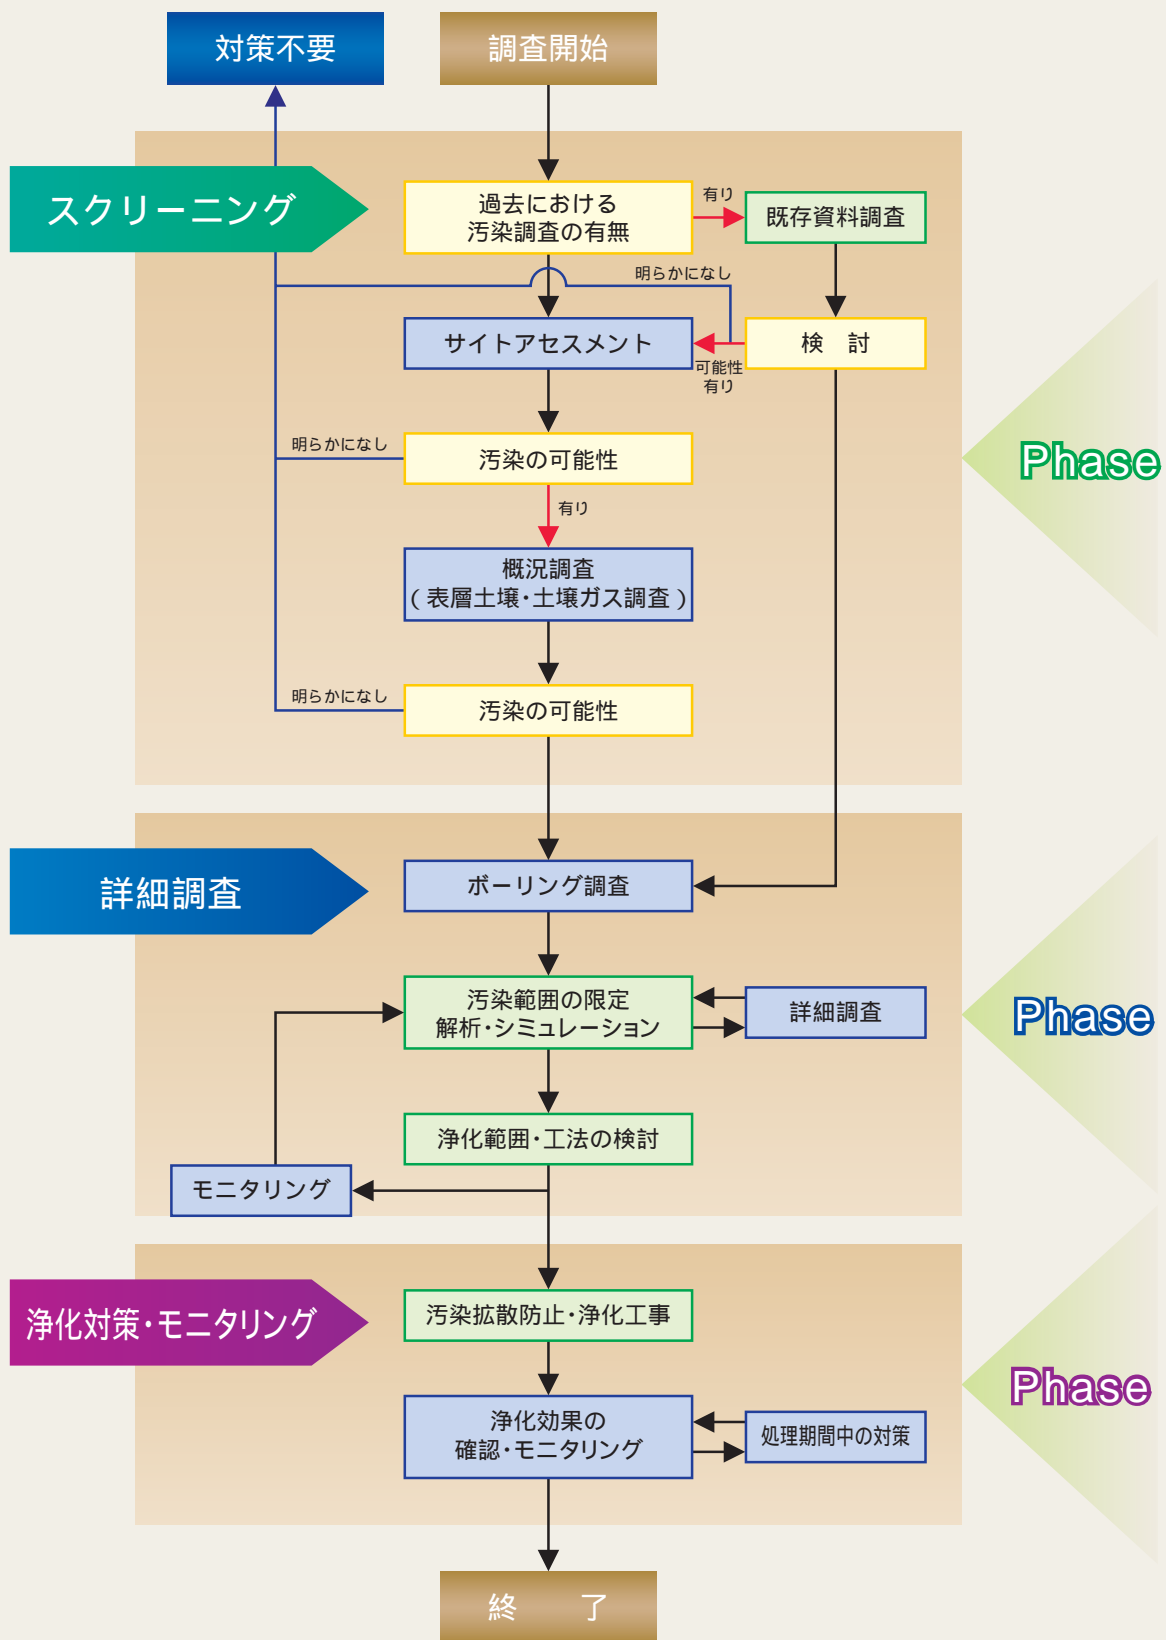 対策不要
調査開始
スクリーニング
過去における
汚染調査の有無
有り
既存資料調査
明らかになし
サイトアセスメント
検　討
可能性
有り
明らかになし
汚染の可能性
有り
Phase
概況調査
(表層土壌・土壌ガス調査)
明らかになし
汚染の可能性
詳細調査
ボーリング調査
汚染範囲の限定
解析・シミュレーション
詳細調査
Phase
浄化範囲・工法の検討
モニタリング
浄化対策・モニタリング
汚染拡散防止・浄化工事
Phase
浄化効果の
確認・モニタリング
処理期間中の対策
終　了